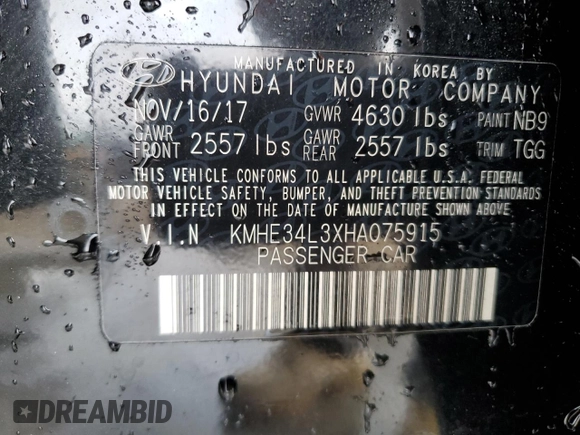 MANUFACTURED IN KOREA BY
HYUNDAI MOTOR COMPANY
NOV/16/17 GVWR 4630 lbs, PAINT NB9
GAWR FRONT 2557 lbs GAWR REAR 2557 lbs TRIM TGG
THIS VEHICLE CONFORMS TO ALL APPLICABLE U.S.A. FEDERAL
MOTOR VEHICLE SAFETY, BUMPER, AND THEFT PREVENTION STANDARDS
IN EFFECT ON THE DATE OF MANUFACTURE SHOWN ABOVE.
V.I.N KMHE34L3XHA075915
PASSENGER CAR
DREAMBID